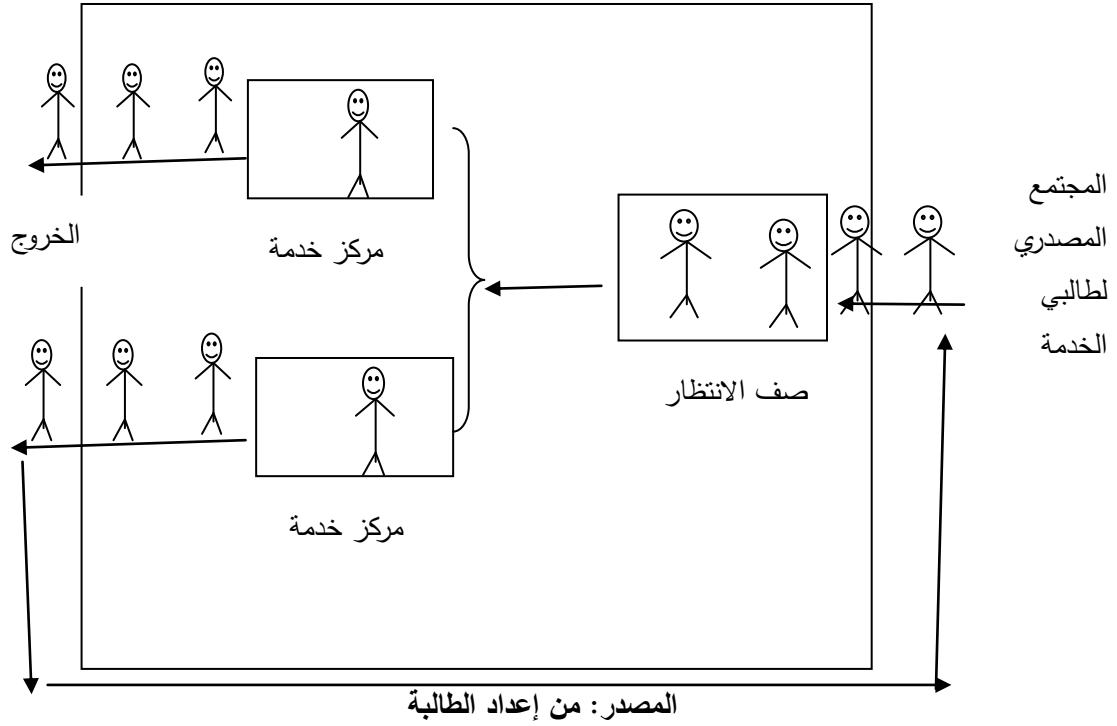 المجتمع
المصدري
لطالبي
الخدمة
صف الانتظار
مركز خدمة
مركز خدمة
الخروج
المصدر: من إعداد الطالبة